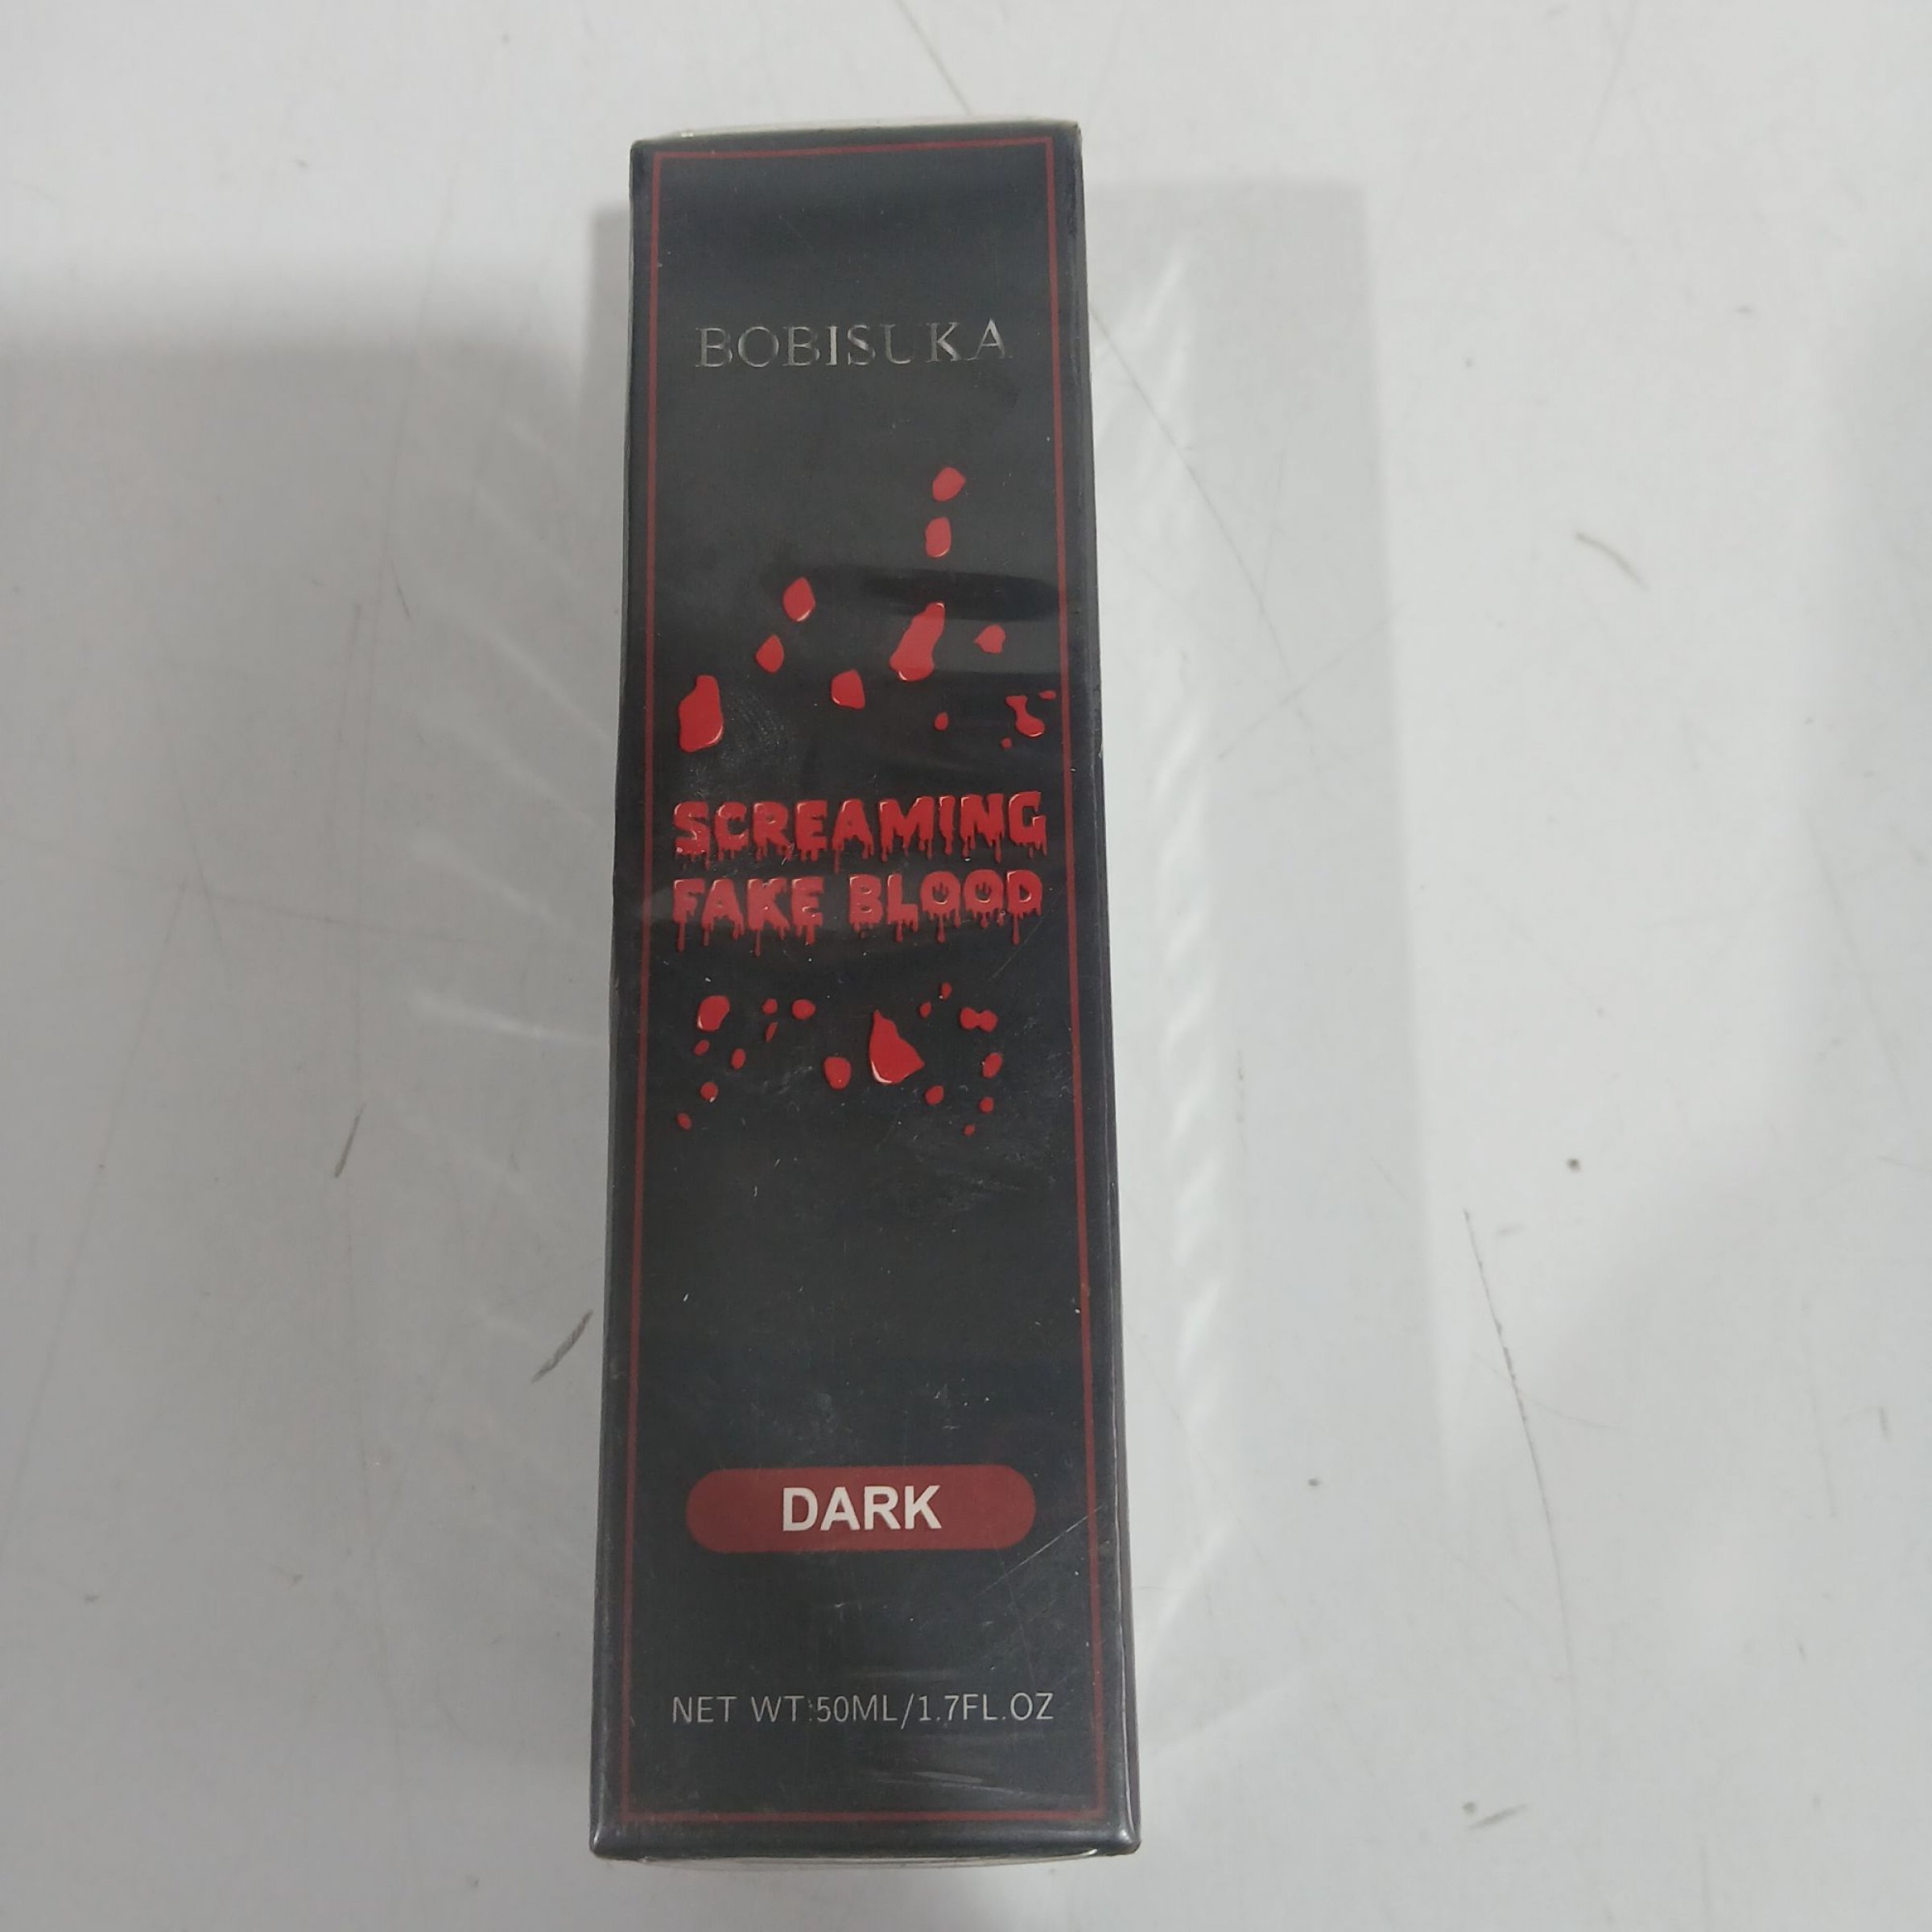 BOBISUKA
SCREAMING
FAKE BLOOD
DARK
NET WT:50ML/1.7FL.OZ